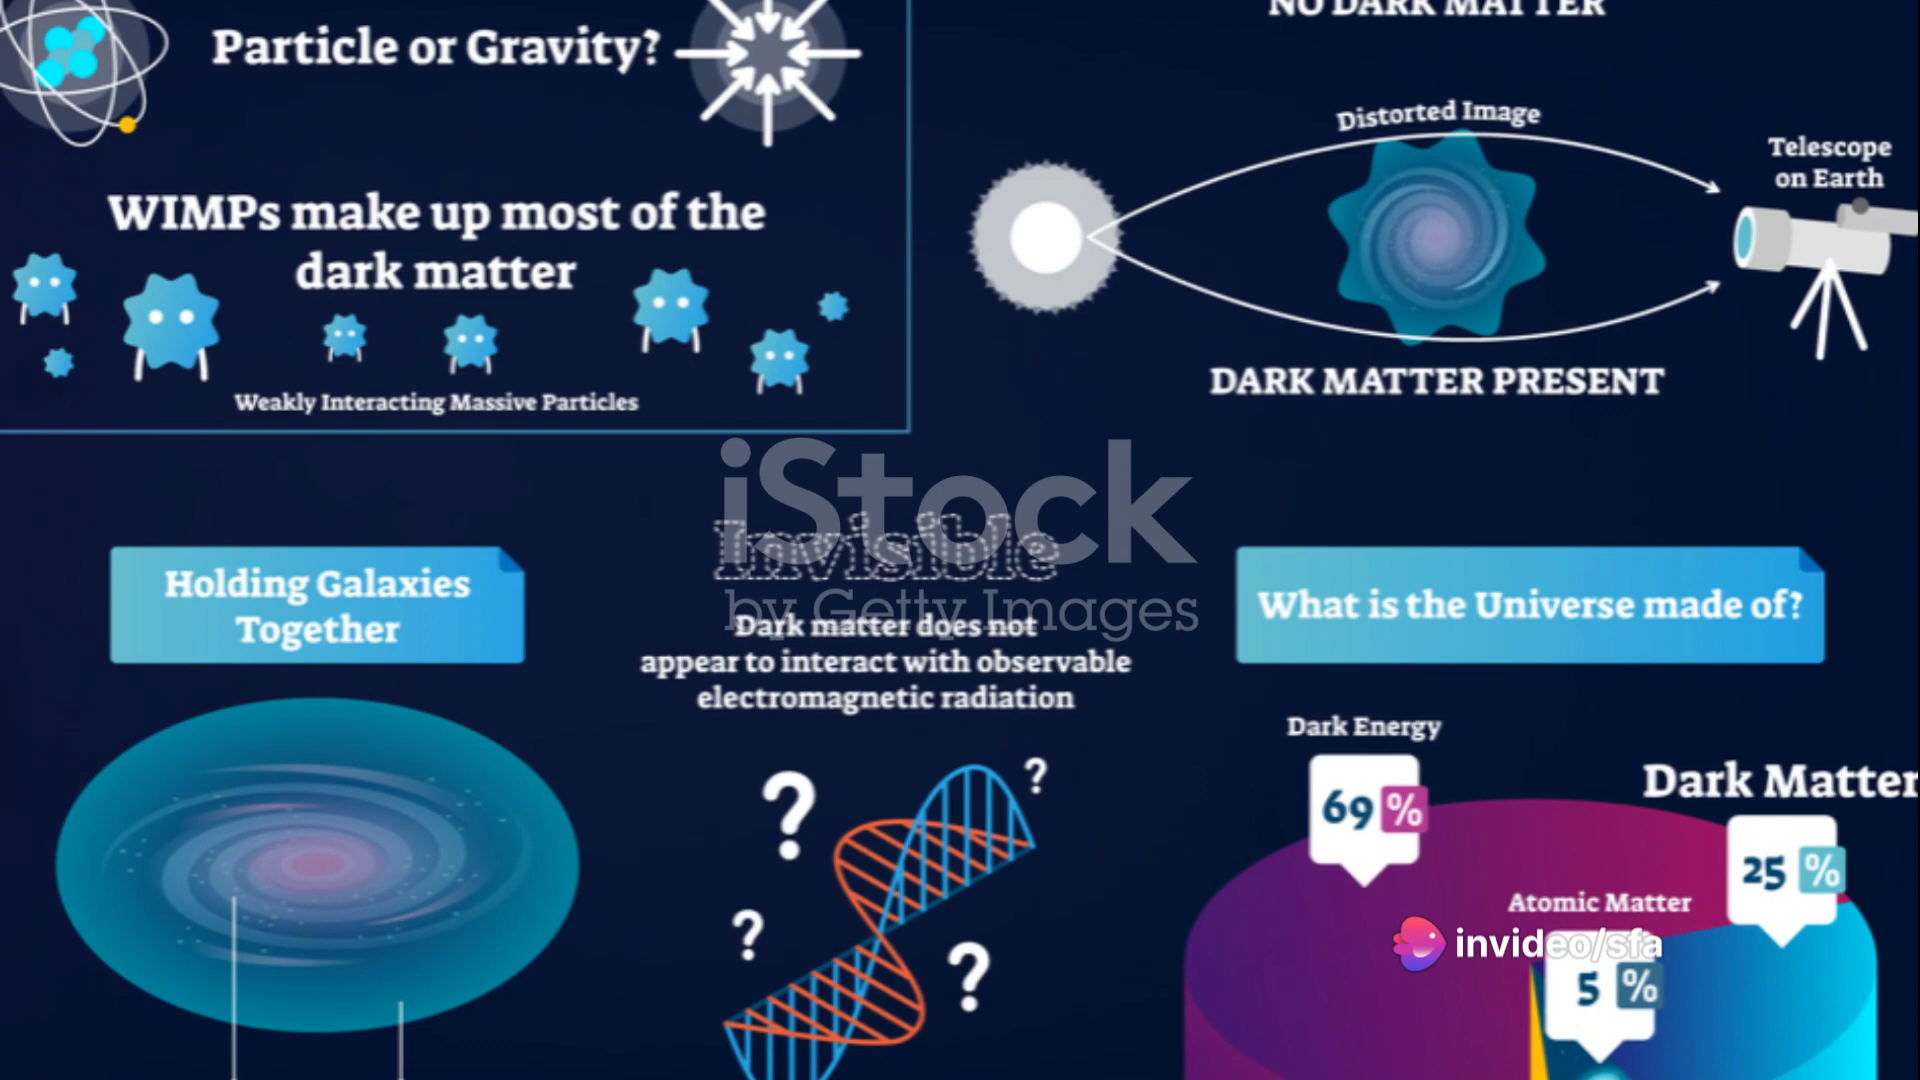 NO DARK MATTER
Particle or Gravity?
Distorted Image
Telescope
on Earth
WIMPs make up most of the
dark matter
Weakly Interacting Massive Particles
DARK MATTER PRESENT
iStock
by Getty Images
Holding Galaxies
Together
Invisible
Dark matter does not
appear to interact with observable
electromagnetic radiation
? ? ? ?
What is the Universe made of?
Dark Energy
69 %
Dark Matter
25 %
Atomic Matter
5 %
invideo/sfa